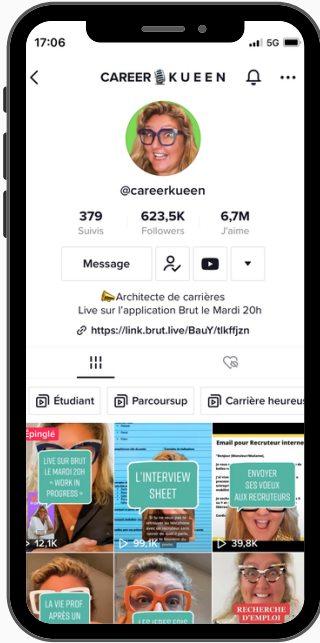 17:06
5G
CAREER KUEEN
@careerkueen
379 623,5K 6,7M
Suivis Followers J'aime
Message
Architecte de carrières
Live sur l'application Brut le Mardi 20h
https://link.brut.live/BauY/tlkffjzn
Étudiant Parcoursup Carrière heureus
Épinglé
LIVE SUR BRUT
LE MARDI 20H
« WORK IN
PROGRESS »
12,1K
L'INTERVIEW
SHEET
99,1K
Email pour Recruteur interne
"Bonjour (Monsieur/Madame),
ENVOYER
SES VOEUX
AUX RECRUTEURS
39,8K
LA VIE PROF.
APRÈS UN
RECHERCHE
D'EMPLOI